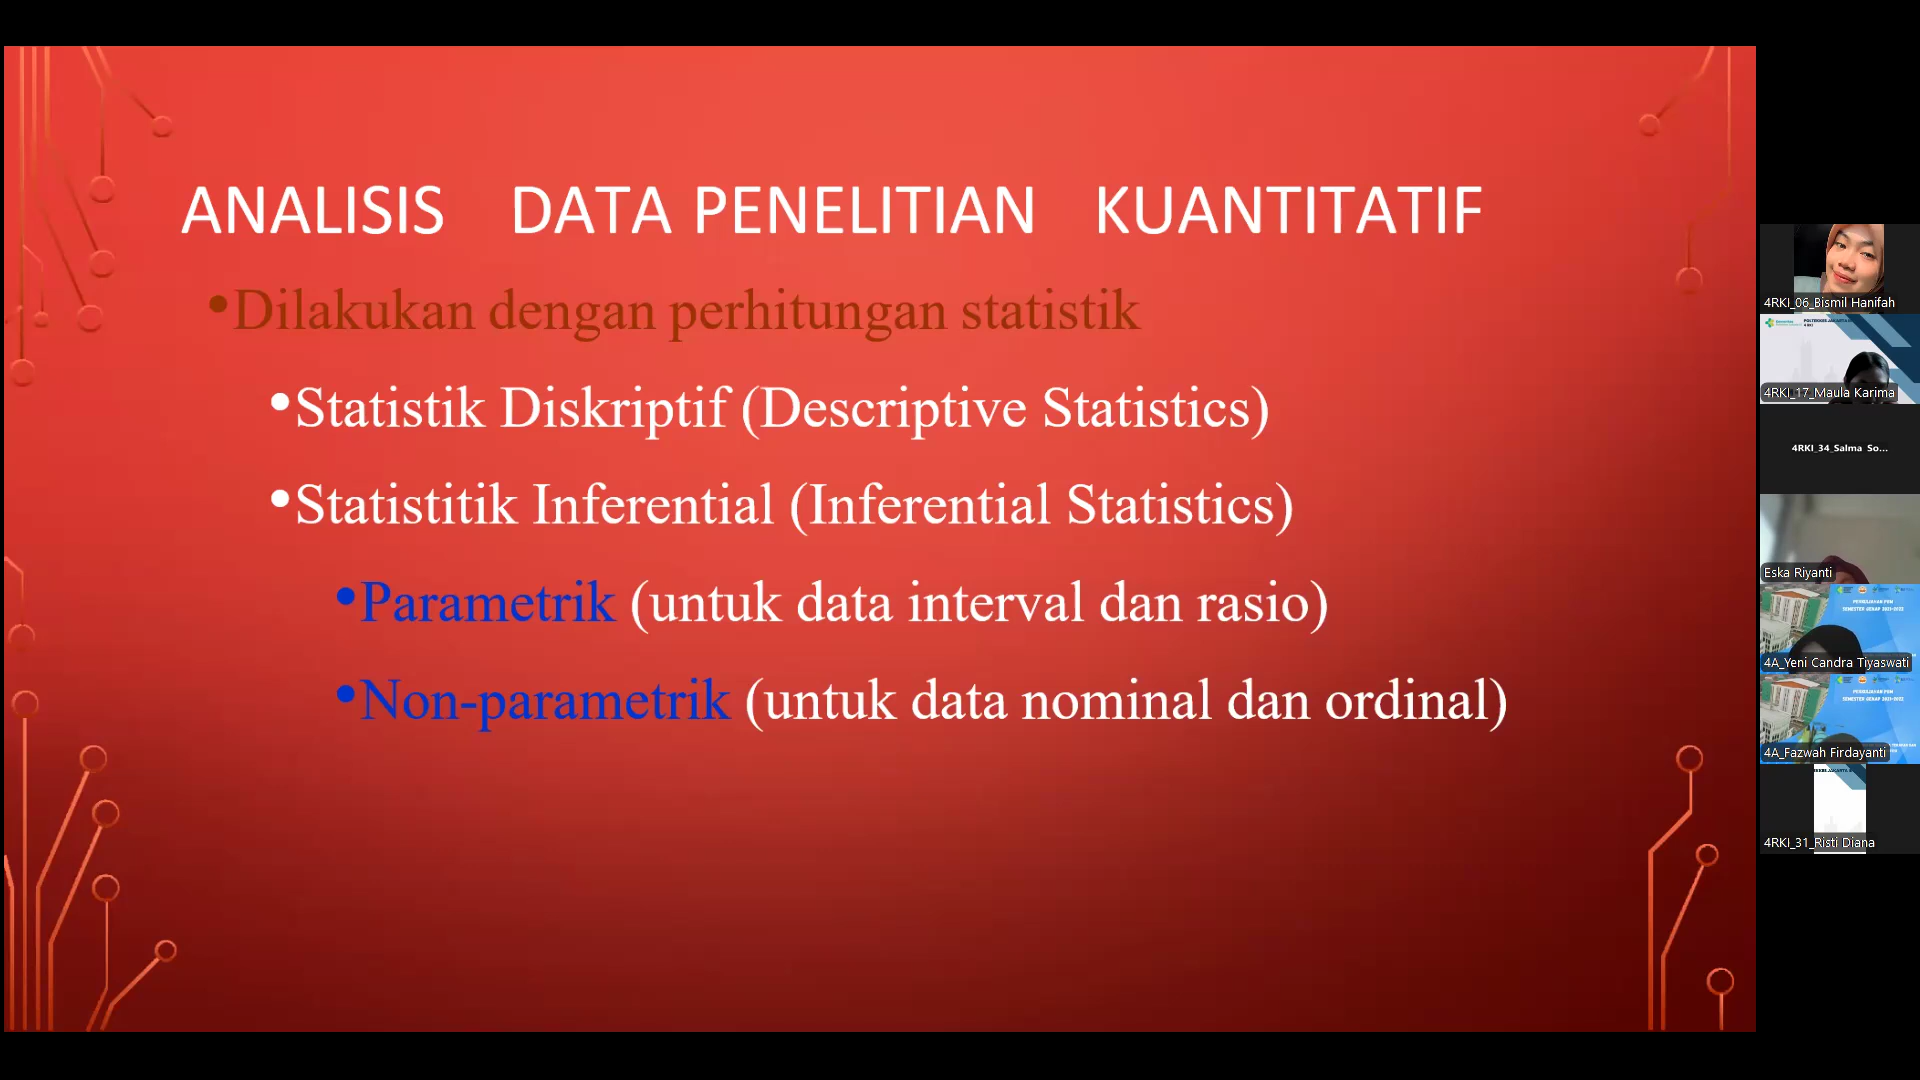 ANALISIS DATA PENELITIAN KUANTITATIF
•Dilakukan dengan perhitungan statistik
•Statistik Diskriptif (Descriptive Statistics)
•Statistitik Inferential (Inferential Statistics)
•Parametrik (untuk data interval dan rasio)
•Non-parametrik (untuk data nominal dan ordinal)
4RKI_06_Bismil Hanifah
4RKI_17_Maula Karima
4RKI_34_Salma So...
Eska Riyanti
4A_Yeni Candra Tiyaswati
4A_Fazwah Firdayanti
4RKI_31_Risti Diana